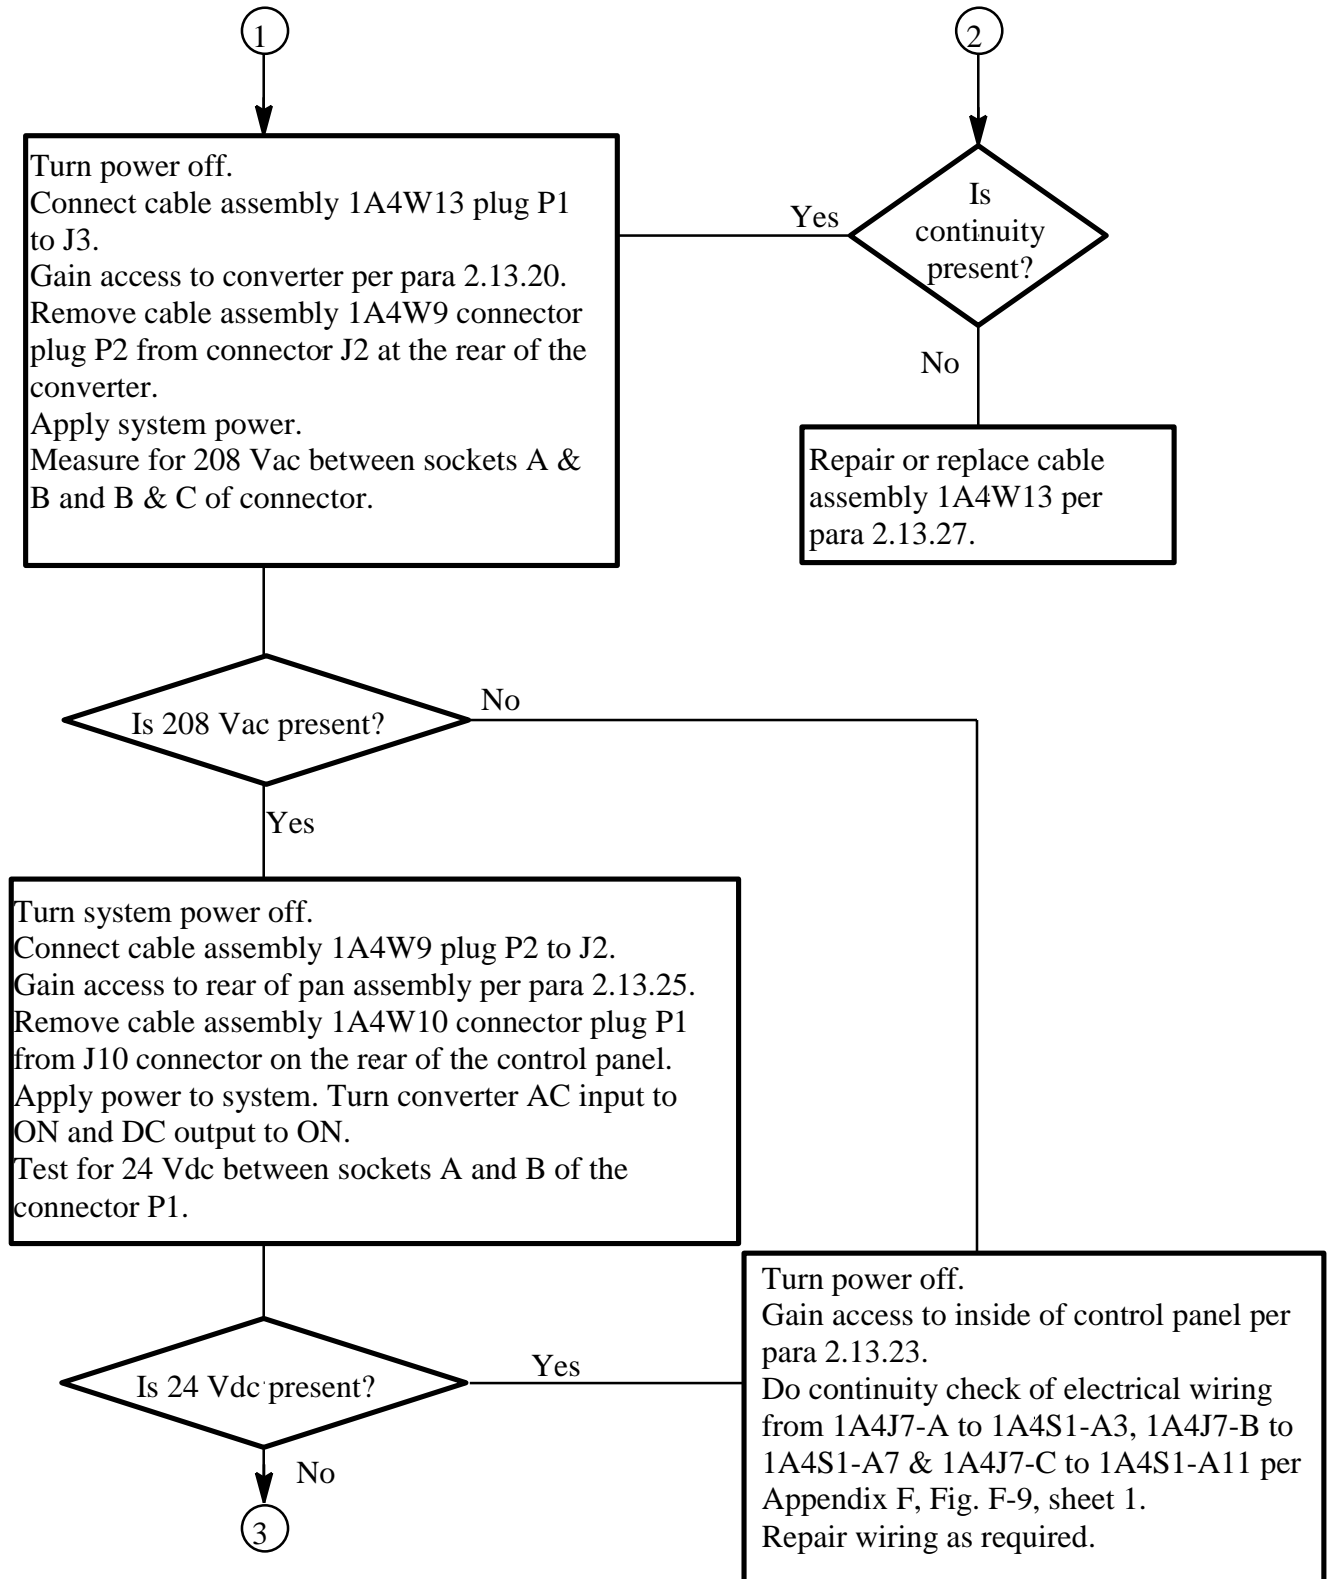 1
2
Turn power off.
Connect cable assembly 1A4W13 plug P1
to J3.
Gain access to converter per para 2.13.20.
Remove cable assembly 1A4W9 connector
plug P2 from connector J2 at the rear of the
converter.
Apply system power.
Measure for 208 Vac between sockets A &
B and B & C of connector.
Yes
Is
continuity
present?
No
Repair or replace cable
assembly 1A4W13 per
para 2.13.27.
Is 208 Vac present?
No
Yes
Turn system power off.
Connect cable assembly 1A4W9 plug P2 to J2.
Gain access to rear of pan assembly per para 2.13.25.
Remove cable assembly 1A4W10 connector plug P1
from J10 connector on the rear of the control panel.
Apply power to system. Turn converter AC input to
ON and DC output to ON.
Test for 24 Vdc between sockets A and B of the
connector P1.
Is 24 Vdc present?
Yes
No
3
Turn power off.
Gain access to inside of control panel per
para 2.13.23.
Do continuity check of electrical wiring
from 1A4J7-A to 1A4S1-A3, 1A4J7-B to
1A4S1-A7 & 1A4J7-C to 1A4S1-A11 per
Appendix F, Fig. F-9, sheet 1.
Repair wiring as required.